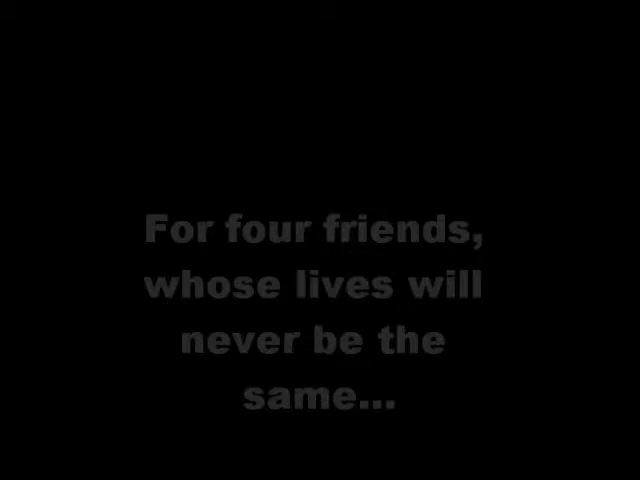 For four friends,
whose lives will
never be the
same...